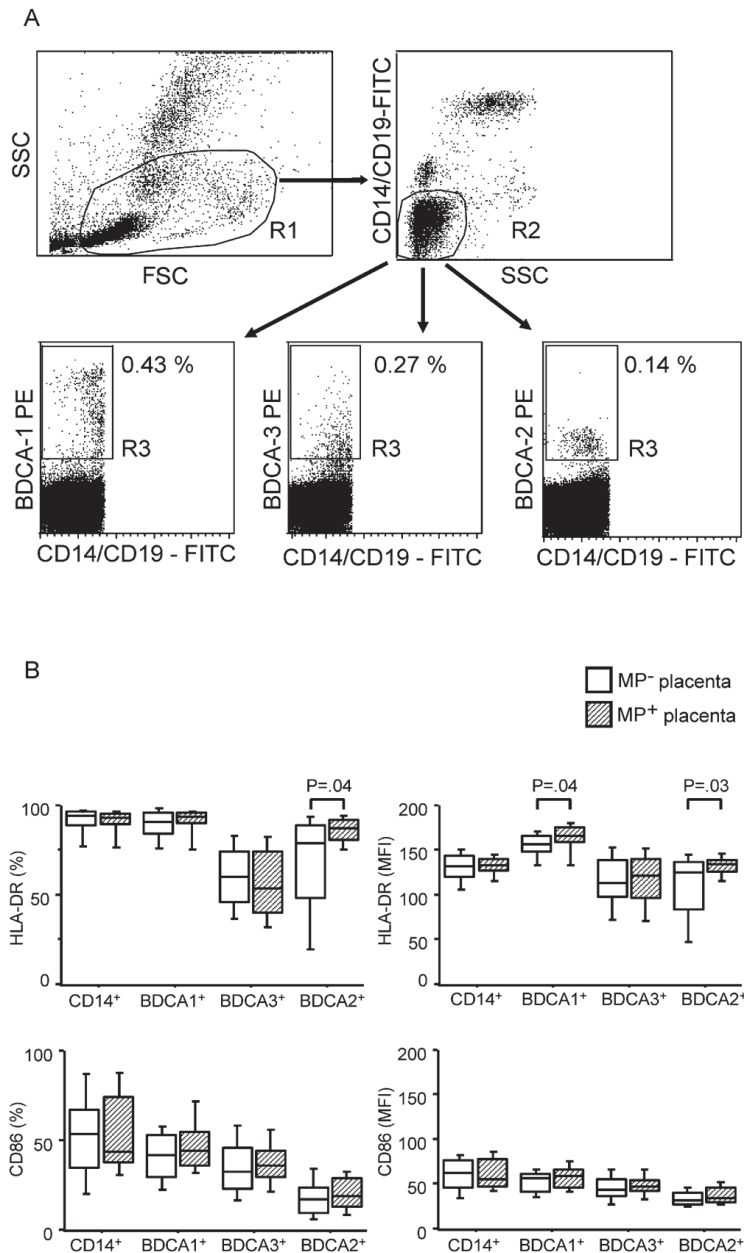 A
SSC
FSC
R1
CD14/CD19-FITC
SSC
R2
BDCA-1 PE
0.43 %
R3
CD14/CD19 - FITC
BDCA-3 PE
0.27 %
R3
CD14/CD19 - FITC
BDCA-2 PE
0.14 %
R3
CD14/CD19 - FITC
B
MP- placenta
MP+ placenta
HLA-DR (%)
100
50
0
P=.04
CD14+ BDCA1+ BDCA3+ BDCA2+
HLA-DR (MFI)
200
150
100
50
0
P=.04
P=.03
CD14+ BDCA1+ BDCA3+ BDCA2+
CD86 (%)
100
50
0
CD14+ BDCA1+ BDCA3+ BDCA2+
CD86 (MFI)
200
150
100
50
0
CD14+ BDCA1+ BDCA3+ BDCA2+